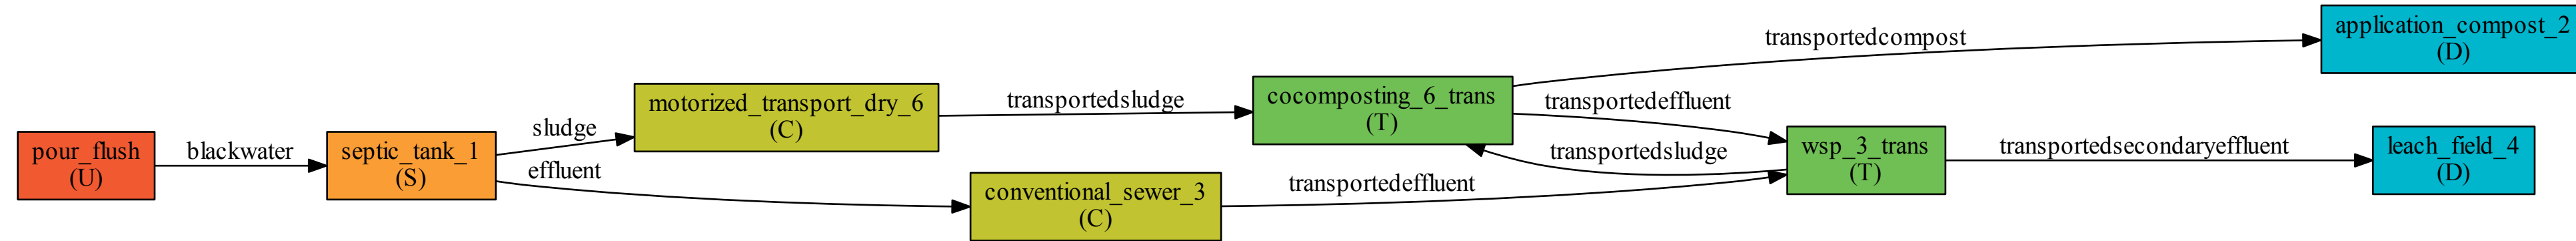 pour_flush
(U)
blackwater
septic_tank_1
(S)
sludge
effluent
motorized_transport_dry_6
(C)
conventional_sewer_3
(C)
transportedsludge
transportedeffluent
cocomposting_6_trans
(T)
transportedcompost
transportedeffluent
transportedsludge
wsp_3_trans
(T)
transportedsecondaryeffluent
application_compost_2
(D)
leach_field_4
(D)